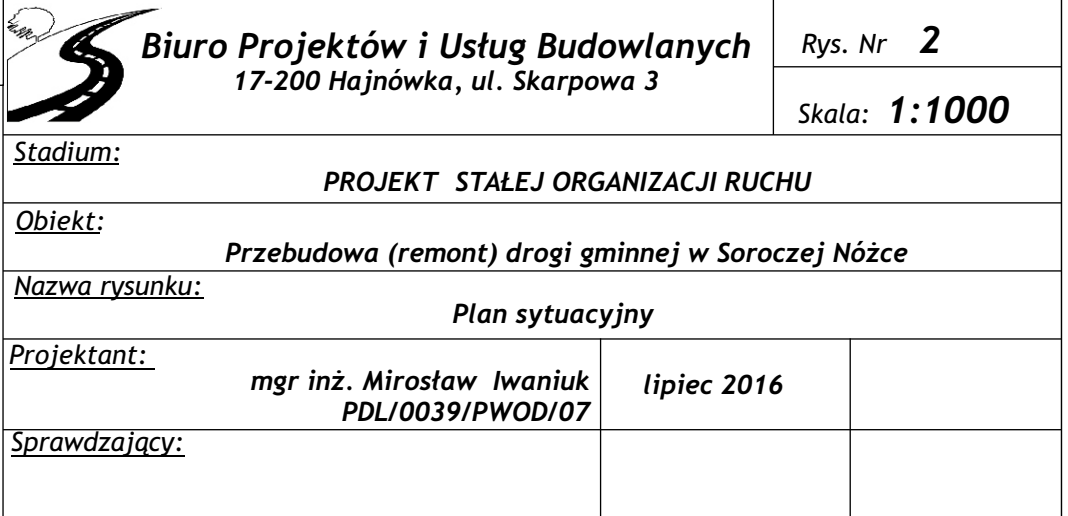 Biuro Projektów i Usług Budowlanych
17-200 Hajnówka, ul. Skarpowa 3
Rys. Nr 2
Skala: 1:1000
Stadium:
PROJEKT STAŁEJ ORGANIZACJI RUCHU
Obiekt:
Przebudowa (remont) drogi gminnej w Soroczej Nóżce
Nazwa rysunku:
Plan sytuacyjny
Projektant:
mgr inż. Mirosław Iwaniuk
PDL/0039/PWOD/07
lipiec 2016
Sprawdzający: